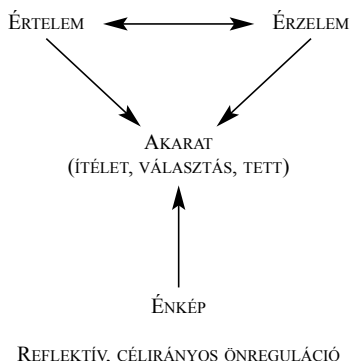 ÉRTELEM ÉRZELEM
AKARAT
(ÍTÉLET, VÁLASZTÁS, TETT)
ÉNKÉP
REFLEKTÍV, CÉLIRÁNYOS ÖNREGULÁCIÓ